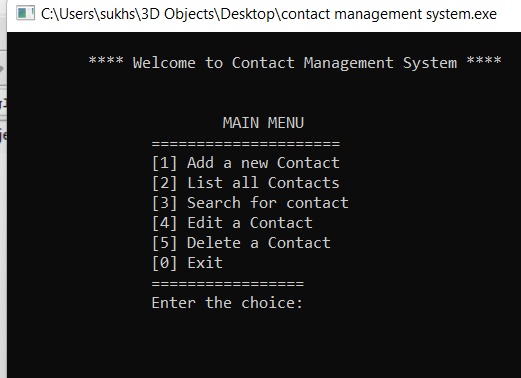 C:\Users\sukhs\3D Objects\Desktop\contact management system.exe
**** Welcome to Contact Management System ****
MAIN MENU
=====================
[1] Add a new Contact
[2] List all Contacts
[3] Search for contact
[4] Edit a Contact
[5] Delete a Contact
[0] Exit
=================
Enter the choice: